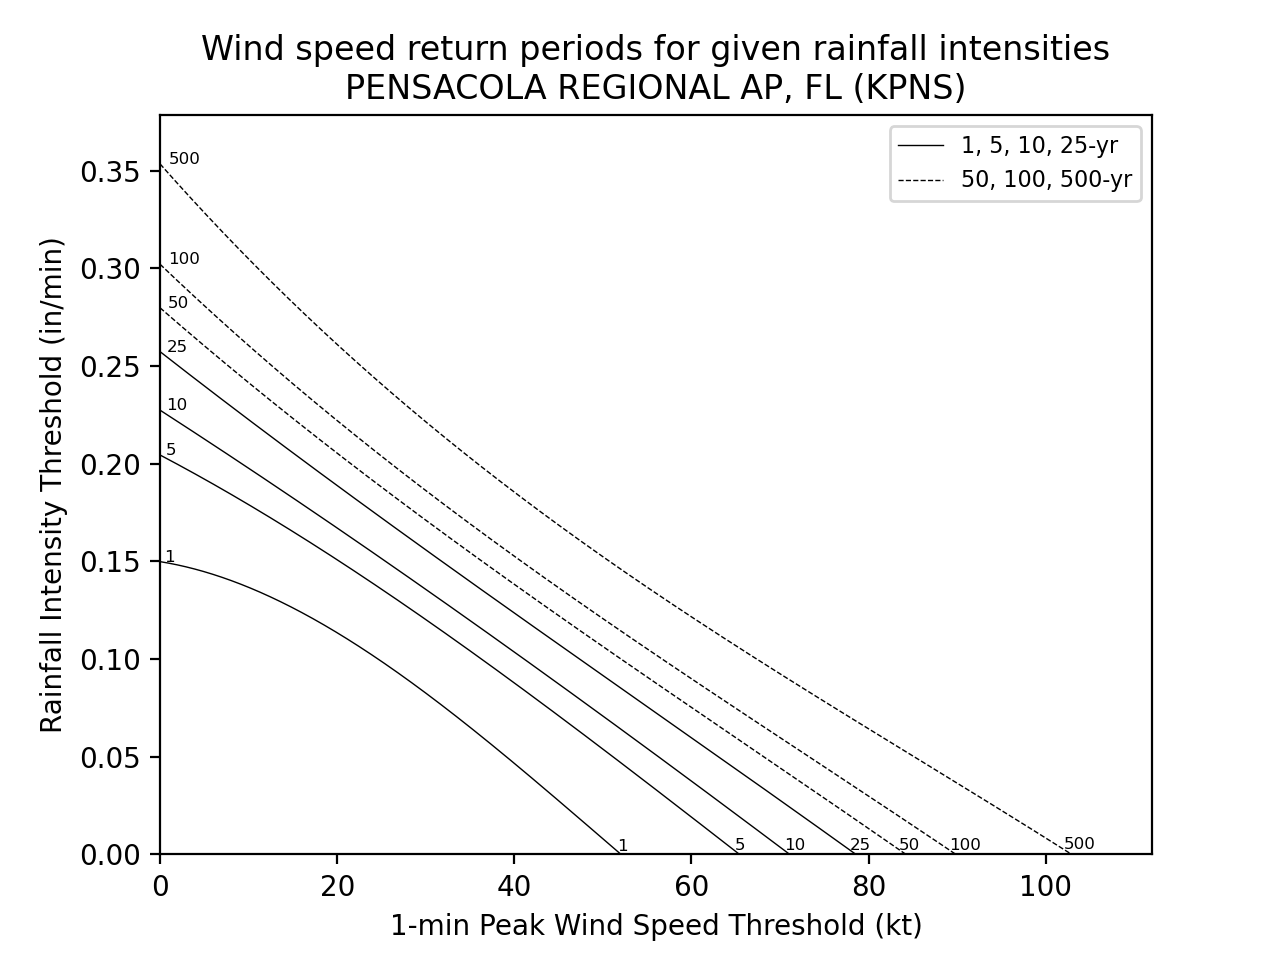 Wind speed return periods for given rainfall intensities
PENSACOLA REGIONAL AP, FL (KPNS)
1, 5, 10, 25-yr
50, 100, 500-yr
Rainfall Intensity Threshold (in/min)
0.35
0.30
0.25
0.20
0.15
0.10
0.05
0.00
500
100
50
25
10
5
1
1 5 10 25 50 100 500
0 20 40 60 80 100
1-min Peak Wind Speed Threshold (kt)